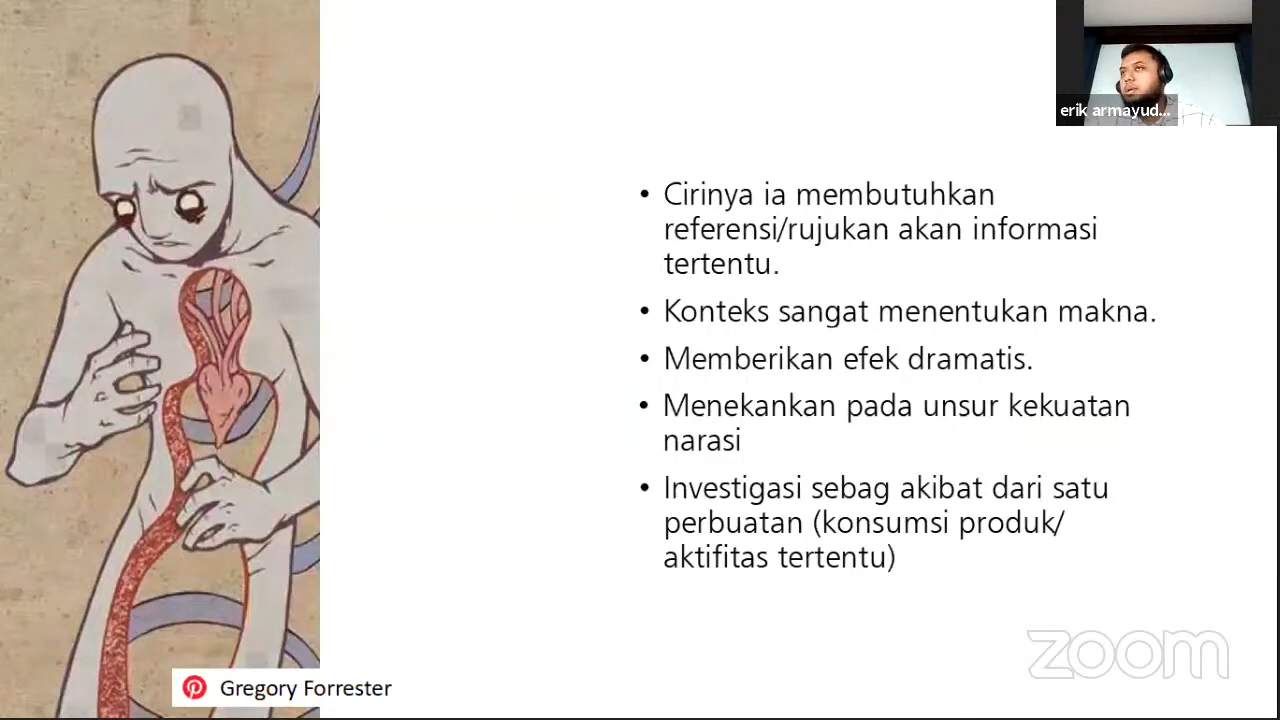 erik armayud...
• Cirinya ia membutuhkan
referensi/rujukan akan informasi
tertentu.
• Konteks sangat menentukan makna.
• Memberikan efek dramatis.
• Menekankan pada unsur kekuatan
narasi
• Investigasi sebag akibat dari satu
perbuatan (konsumsi produk/
aktifitas tertentu)
zoom
Gregory Forrester